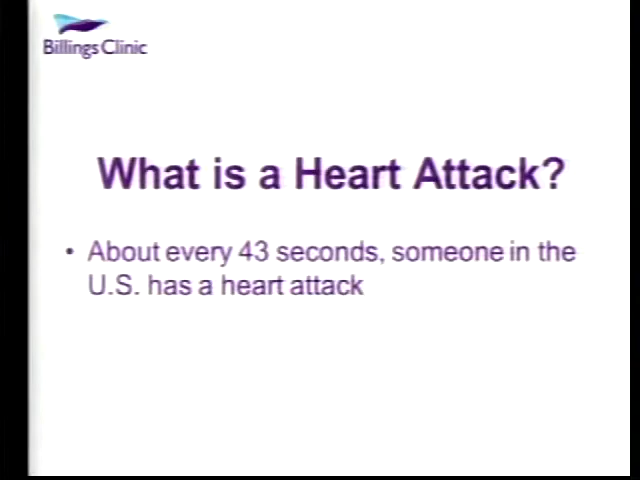 Billings Clinic
What is a Heart Attack?
• About every 43 seconds, someone in the
U.S. has a heart attack